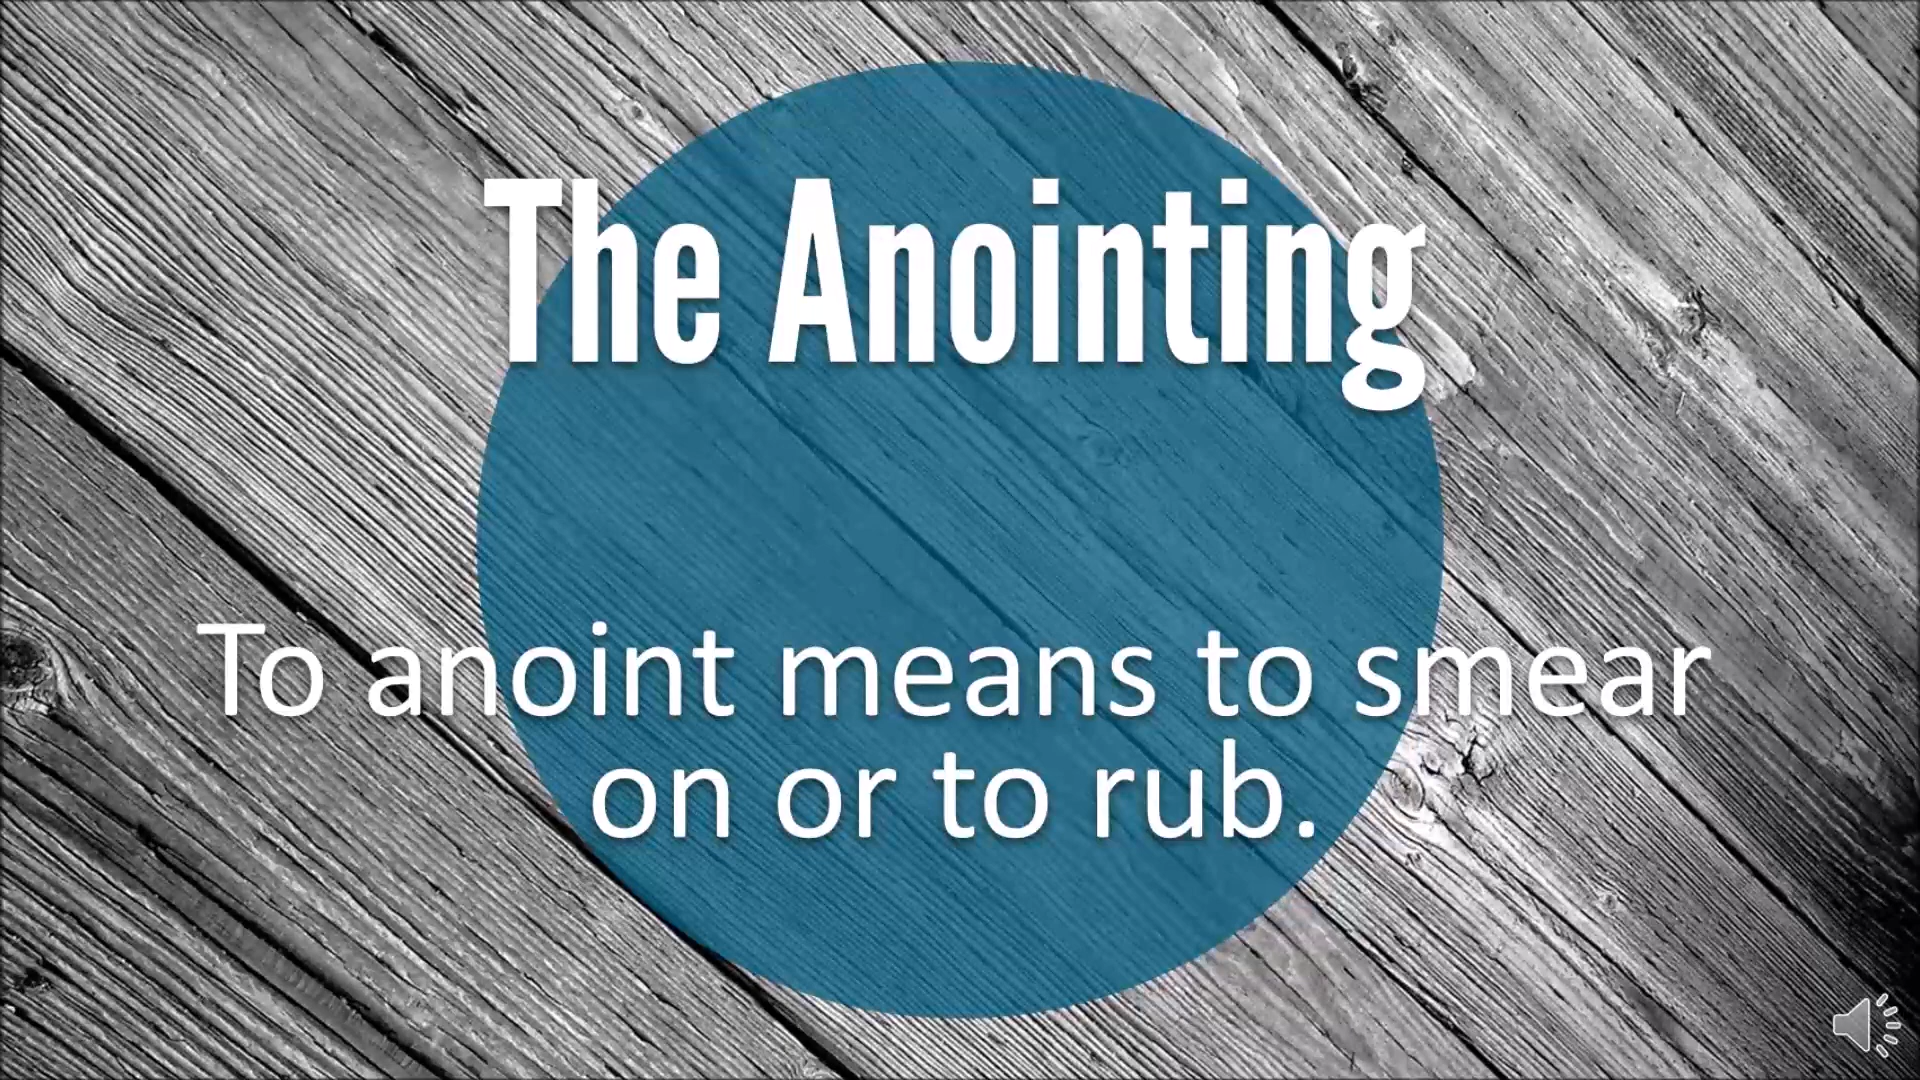 The Anointing
To anoint means to smear
on or to rub.